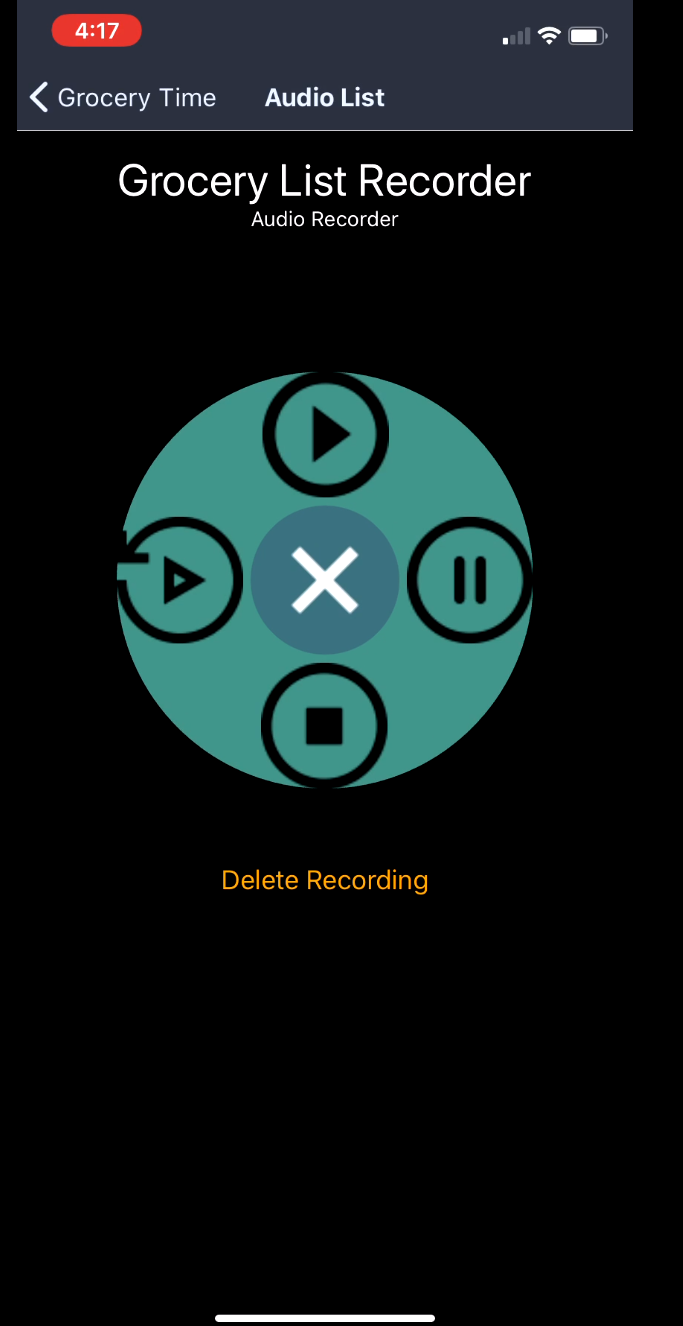 4:17
Grocery Time Audio List
Grocery List Recorder
Audio Recorder
Delete Recording